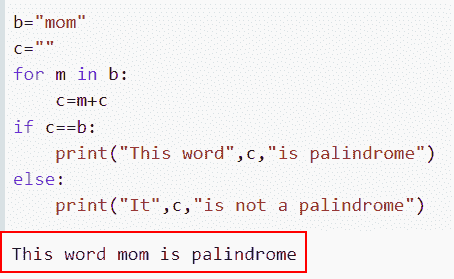 b="mom"
c=""
for m in b:
    c=m+c
if c==b:
    print("This word",c,"is palindrome")
else:
    print("It",c,"is not a palindrome")
This word mom is palindrome